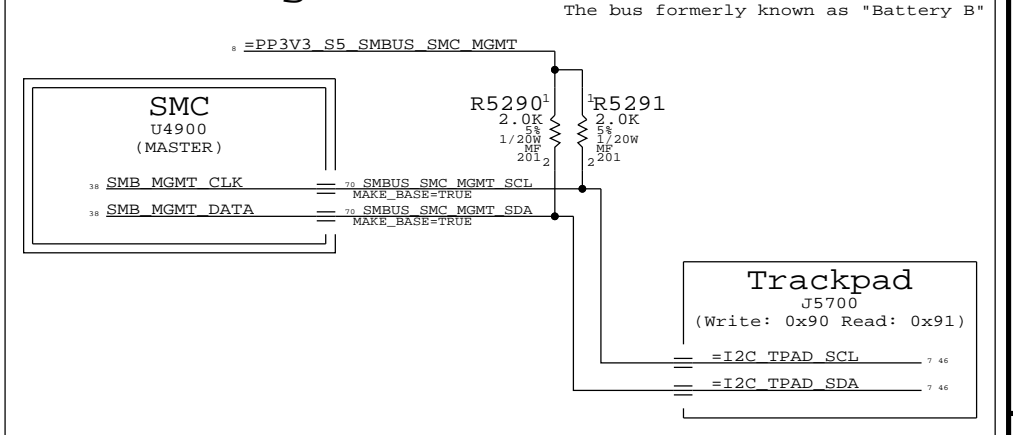 The bus formerly known as "Battery B"
8 =PP3V3_S5_SMBUS_SMC_MGMT
SMC
U4900
(MASTER)
R5290 1
2.0K
5%
1/20W
MF
201 2
1 R5291
2.0K
5%
1/20W
MF
2 201
38 SMB_MGMT_CLK
70 SMBUS_SMC_MGMT_SCL
MAKE_BASE=TRUE
38 SMB_MGMT_DATA
70 SMBUS_SMC_MGMT_SDA
MAKE_BASE=TRUE
Trackpad
J5700
(Write: 0x90 Read: 0x91)
=I2C_TPAD_SCL 7 46
=I2C_TPAD_SDA 7 46